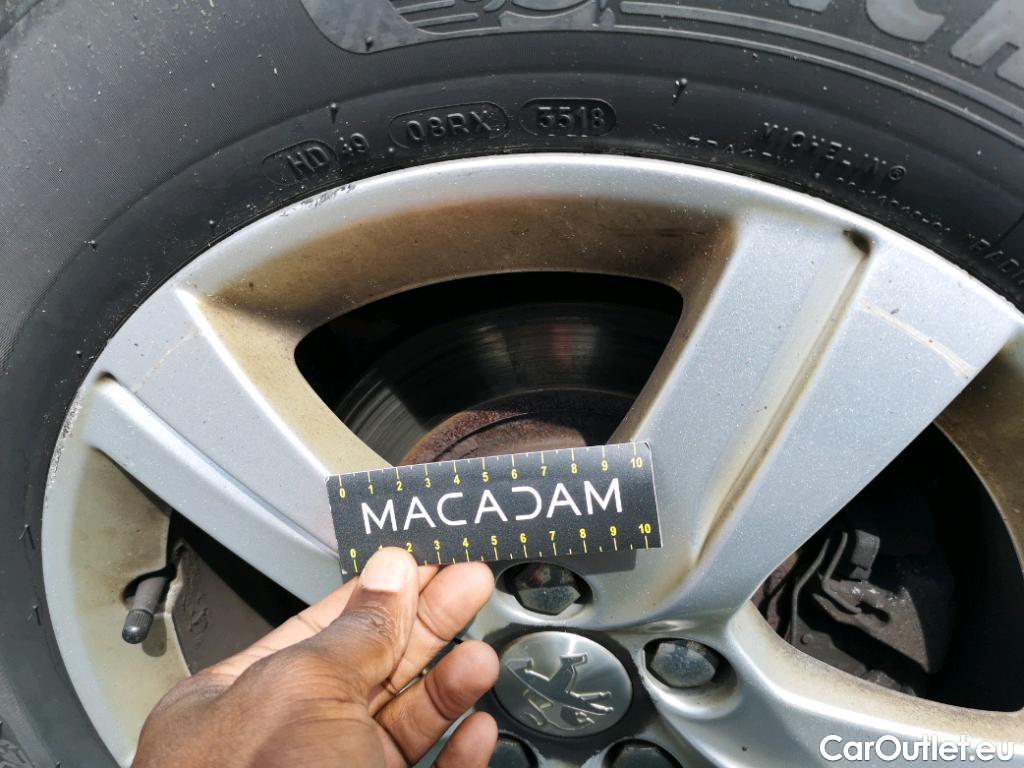 HD 49 08RX 3518
MICHELIN®
0 1 2 3 4 5 6 7 8 9 10
MACADAM
0 1 2 3 4 5 6 7 8 9 10
CarOutlet.eu